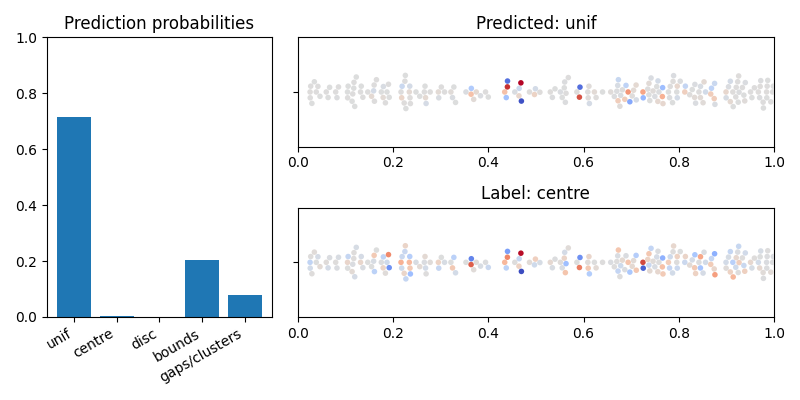 Prediction probabilities
1.0
0.8
0.6
0.4
0.2
0.0
unif
centre
disc
bounds
gaps/clusters
Predicted: unif
0.0 0.2 0.4 0.6 0.8 1.0
Label: centre
0.0 0.2 0.4 0.6 0.8 1.0